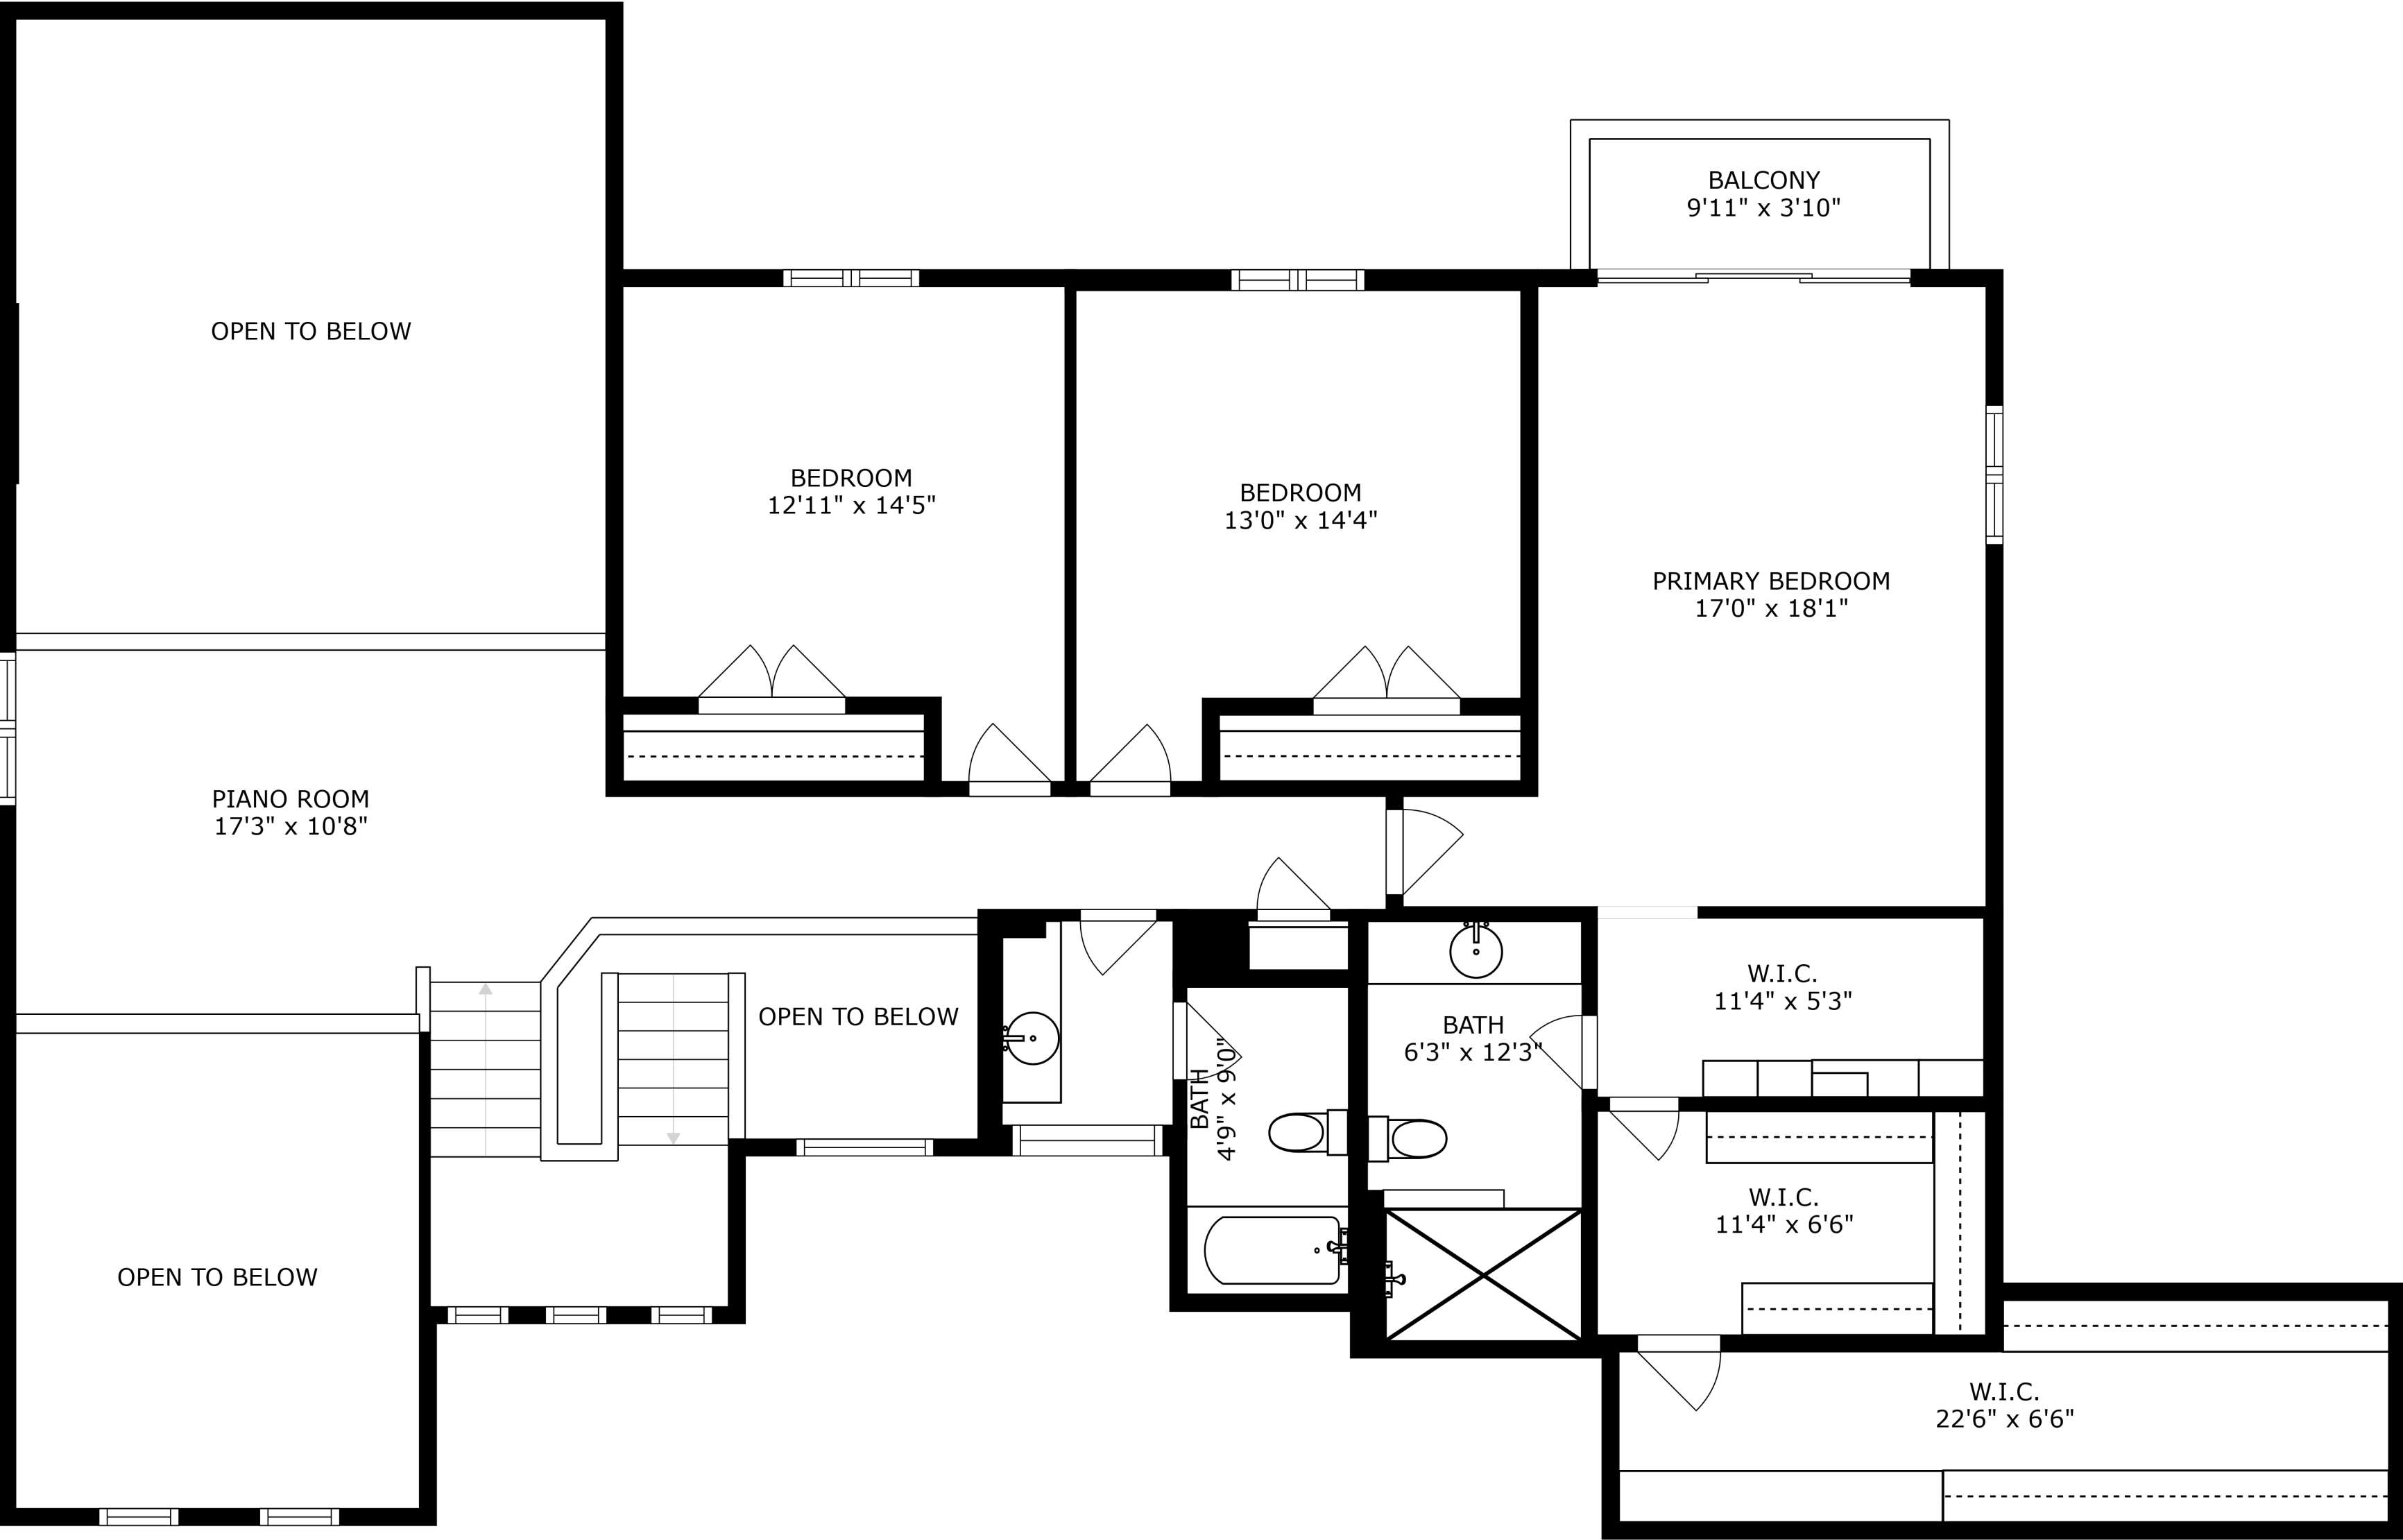 BALCONY
9'11" x 3'10"
OPEN TO BELOW
BEDROOM
12'11" x 14'5"
BEDROOM
13'0" x 14'4"
PRIMARY BEDROOM
17'0" x 18'1"
PIANO ROOM
17'3" x 10'8"
OPEN TO BELOW
BATH
4'9" x 9'0"
BATH
6'3" x 12'3"
W.I.C.
11'4" x 5'3"
W.I.C.
11'4" x 6'6"
OPEN TO BELOW
W.I.C.
22'6" x 6'6"